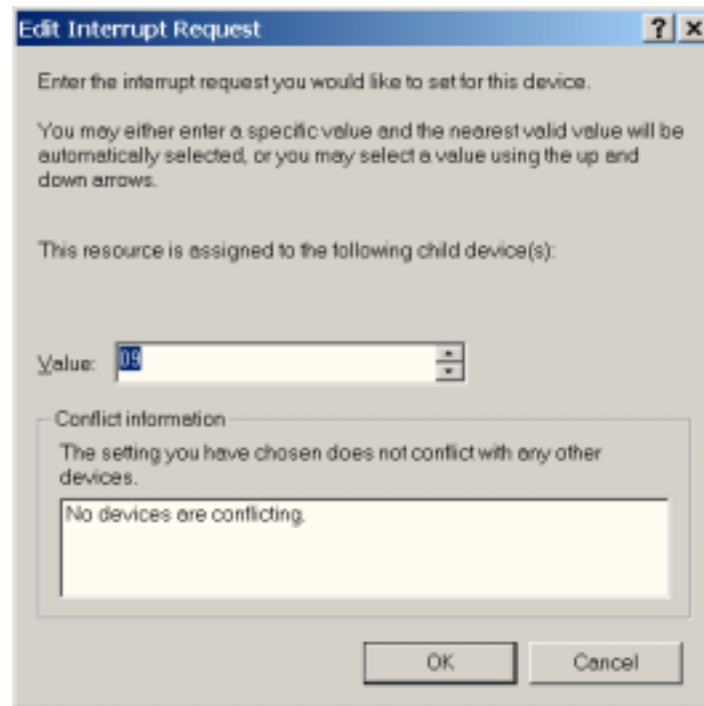 Edit Interrupt Request
Enter the interrupt request you would like to set for this device.
You may either enter a specific value and the nearest valid value will be
automatically selected, or you may select a value using the up and
down arrows.
This resource is assigned to the following child device(s):
Value: 09
Conflict information
The setting you have chosen does not conflict with any other
devices.
No devices are conflicting.
OK Cancel